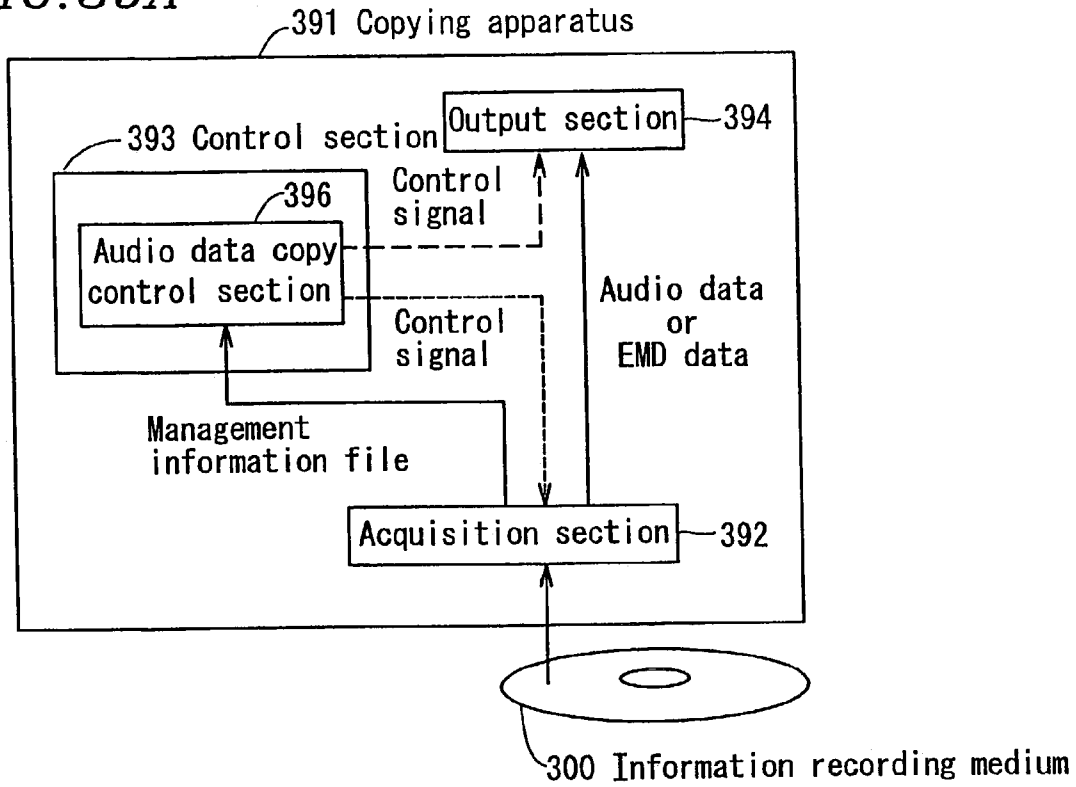 391 Copying apparatus
Output section
394
393 Control section
Control
signal
396
Audio data copy
control section
Audio data
or
EMD data
Control
signal
Management
information file
Acquisition section
392
300 Information recording medium